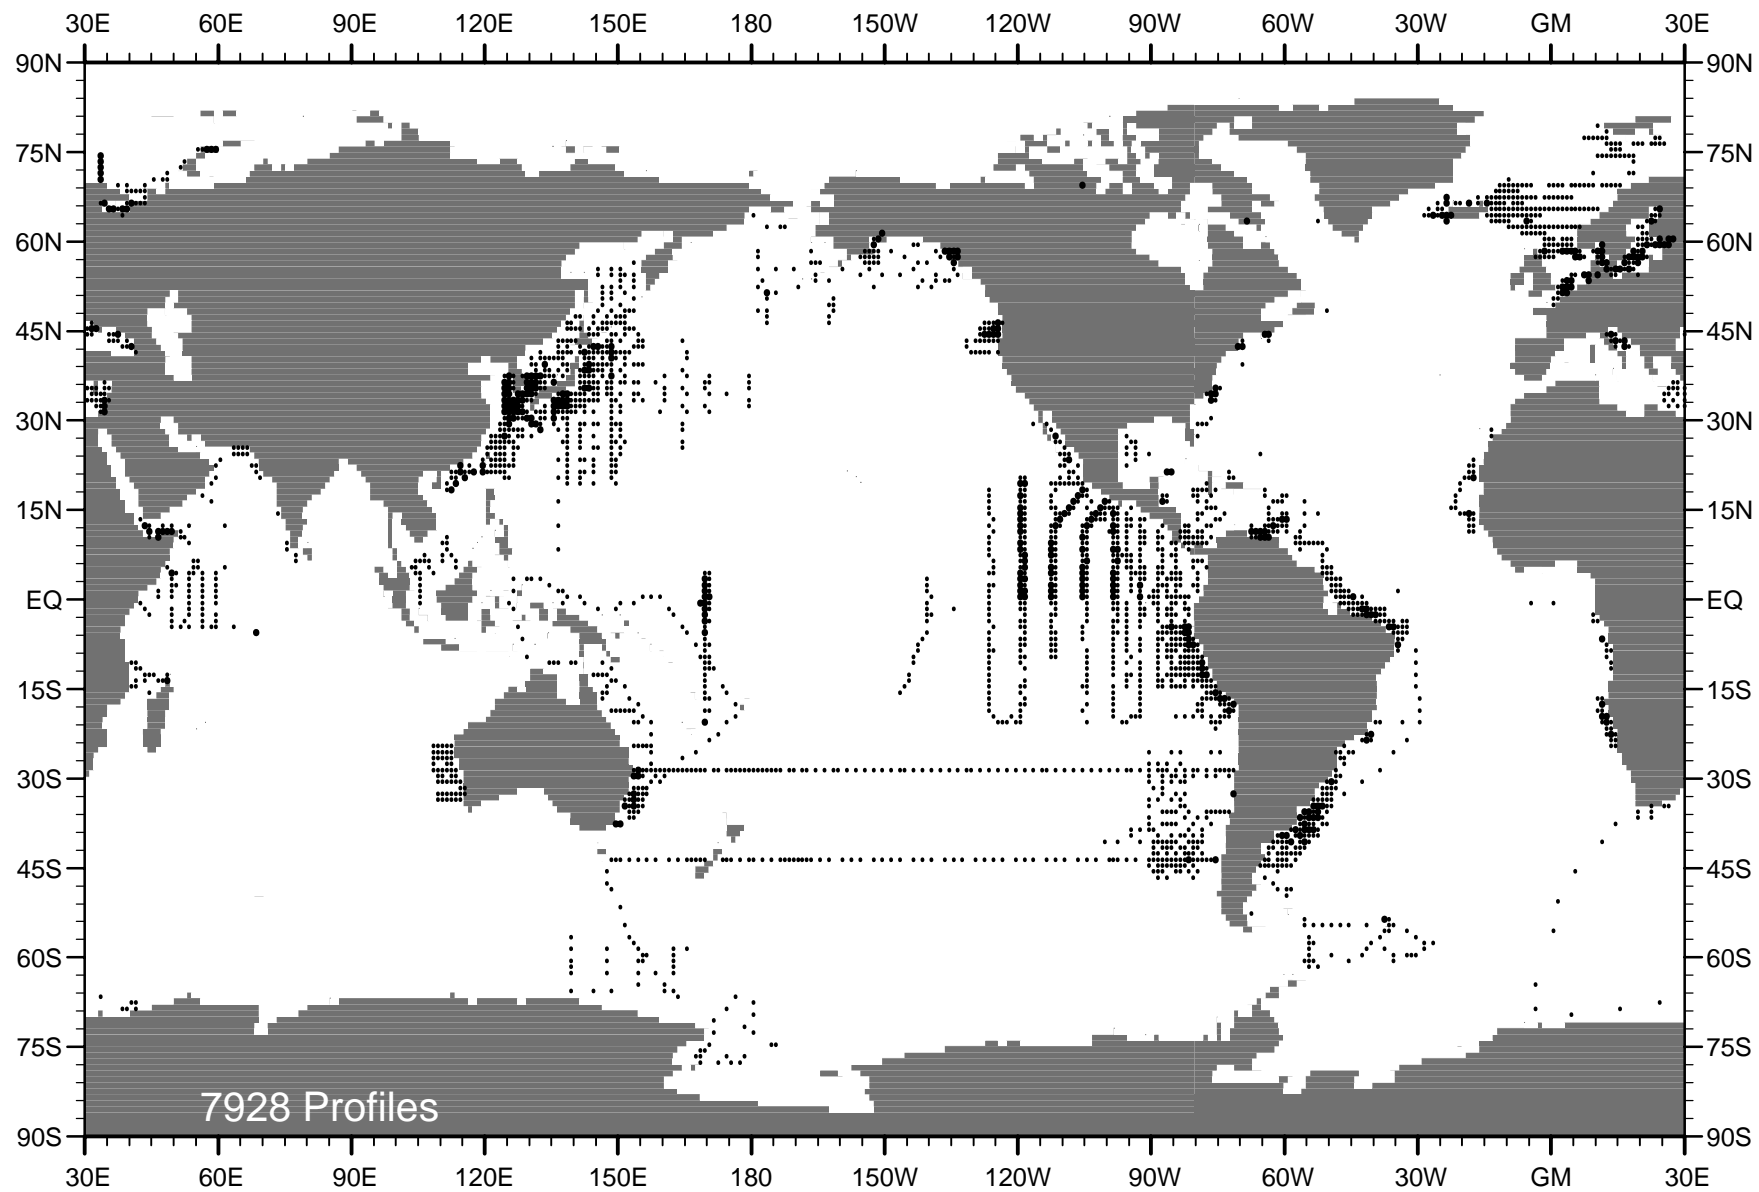 30E 60E 90E 120E 150E 180 150W 120W 90W 60W 30W GM 30E
90N 90N
75N 75N
60N 60N
45N 45N
30N 30N
15N 15N
EQ EQ
15S 15S
30S 30S
45S 45S
60S 60S
75S 75S
7928 Profiles
90S 90S
30E 60E 90E 120E 150E 180 150W 120W 90W 60W 30W GM 30E